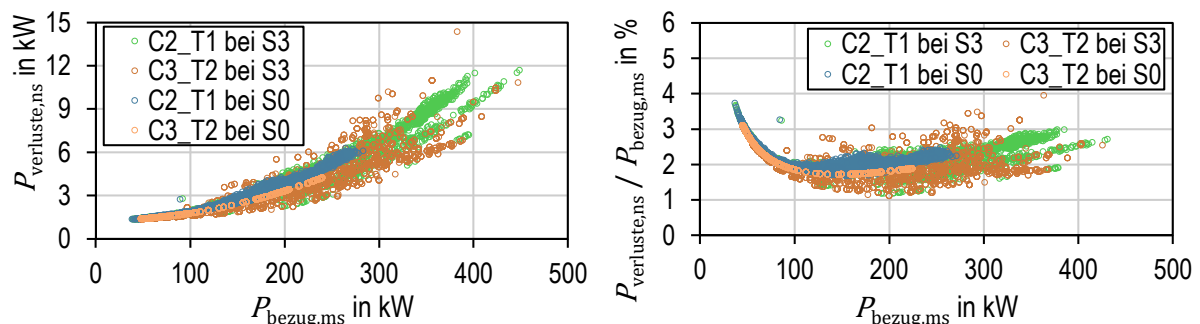 P_verluste,ns in kW
15
12
9
6
3
0
C2_T1 bei S3
C3_T2 bei S3
C2_T1 bei S0
C3_T2 bei S0
0 100 200 300 400 500
P_bezug,ms in kW
P_verluste,ns / P_bezug,ms in %
6
5
4
3
2
1
0
C2_T1 bei S3 C3_T2 bei S3
C2_T1 bei S0 C3_T2 bei S0
0 100 200 300 400 500
P_bezug,ms in kW